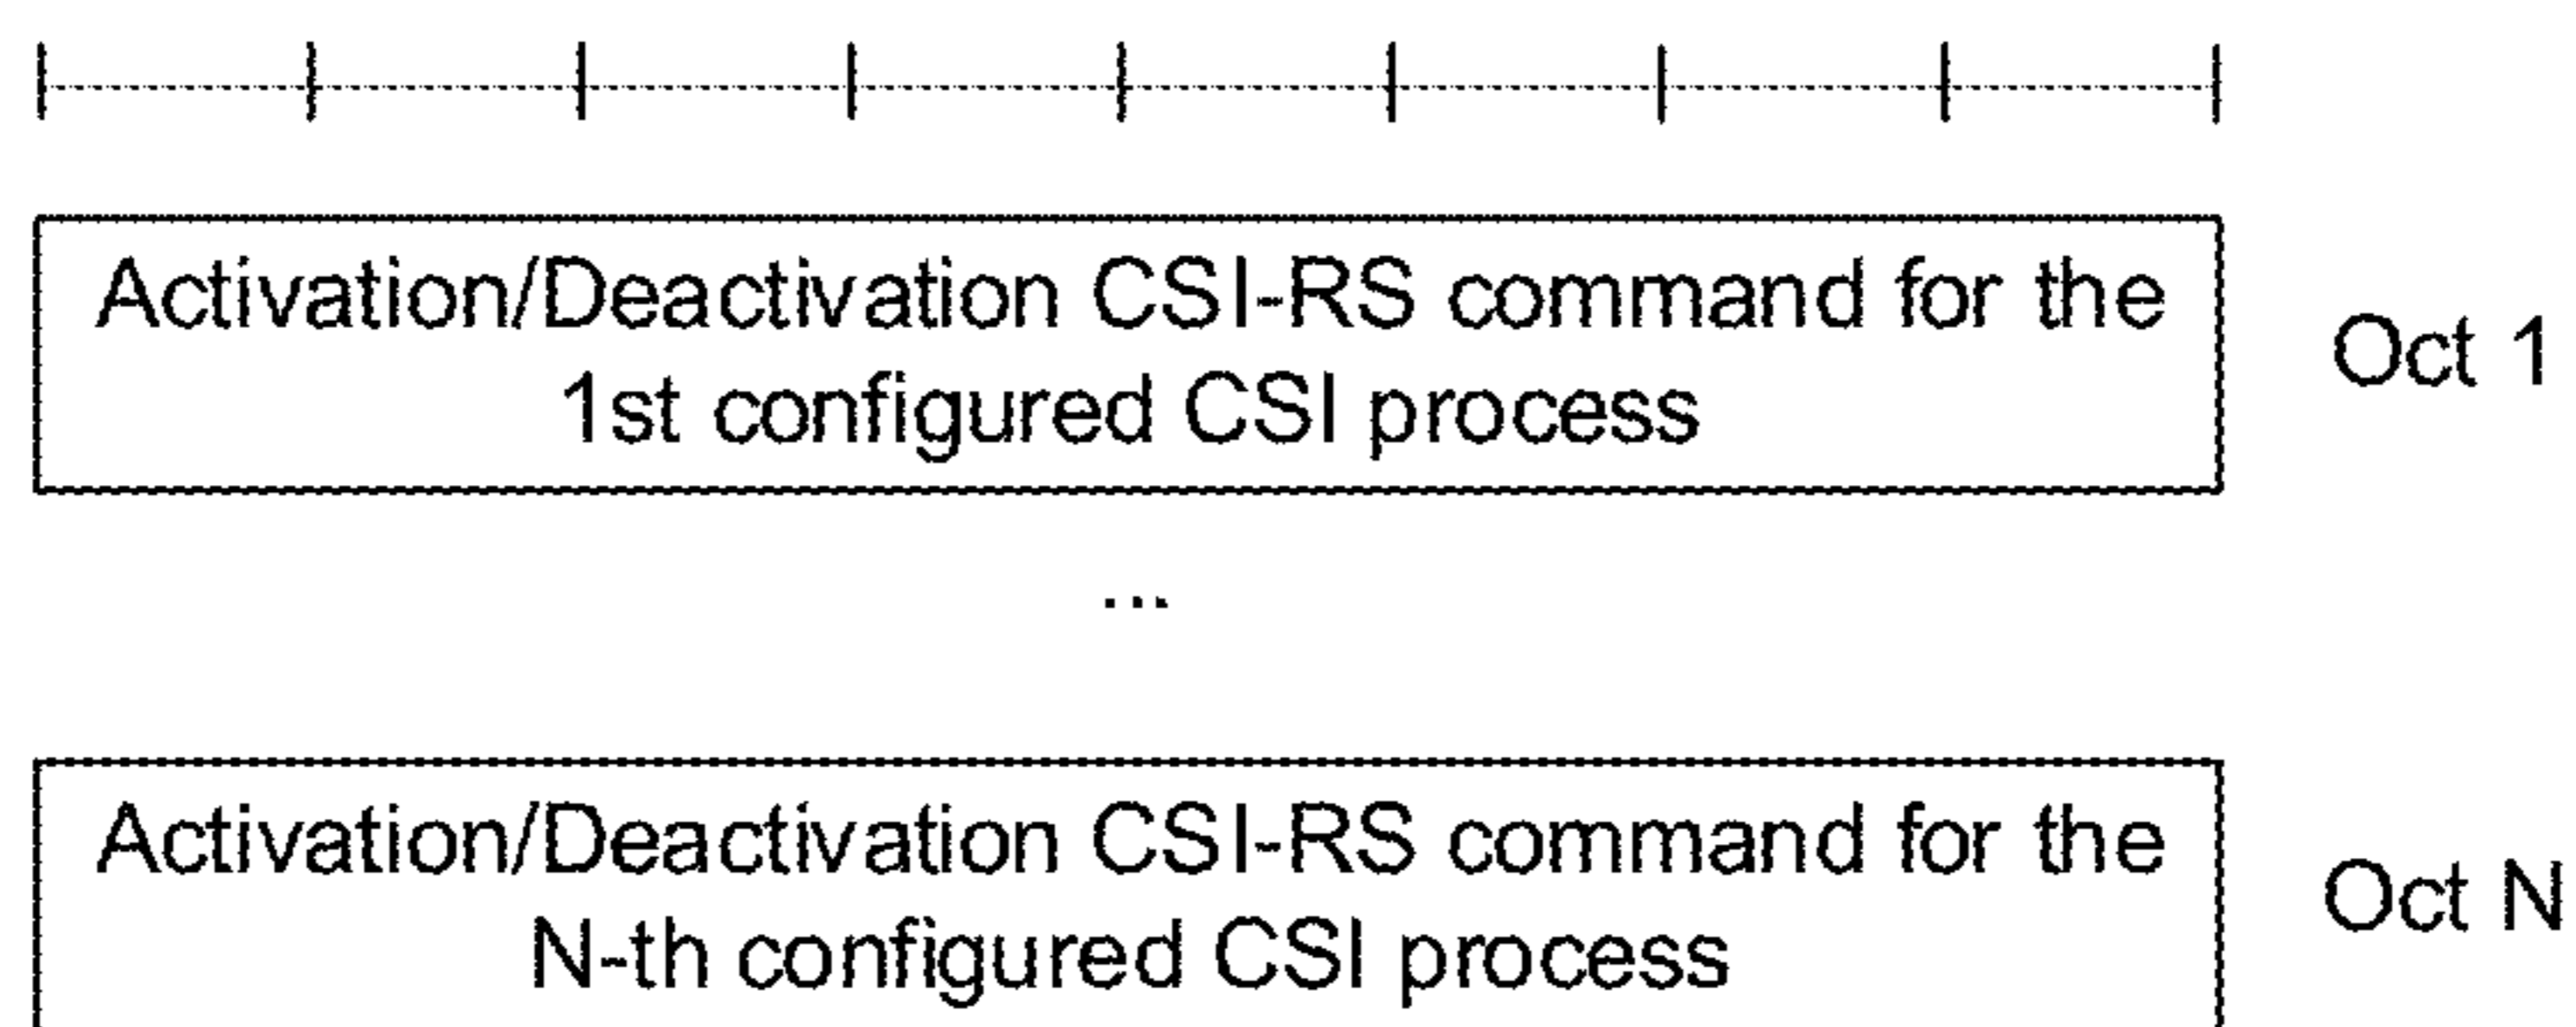 Activation/Deactivation CSI-RS command for the
1st configured CSI process
Oct 1
...
Activation/Deactivation CSI-RS command for the
N-th configured CSI process
Oct N